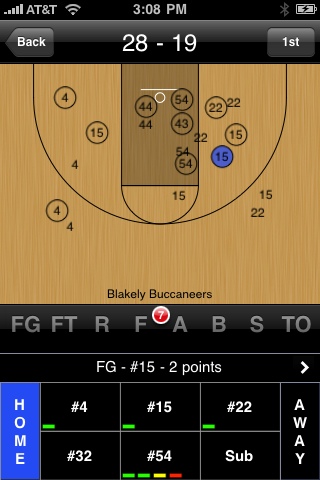 AT&T 3:08 PM
Back 28 - 19 1st
4 44 54 22 22
44 43
15 22 15
4 54 54 15
15 15
4 22
4
Blakely Buccaneers
7
FG FT R F A B S TO
FG - #15 - 2 points
HOME #4 #15 #22 AWAY
#32 #54 Sub